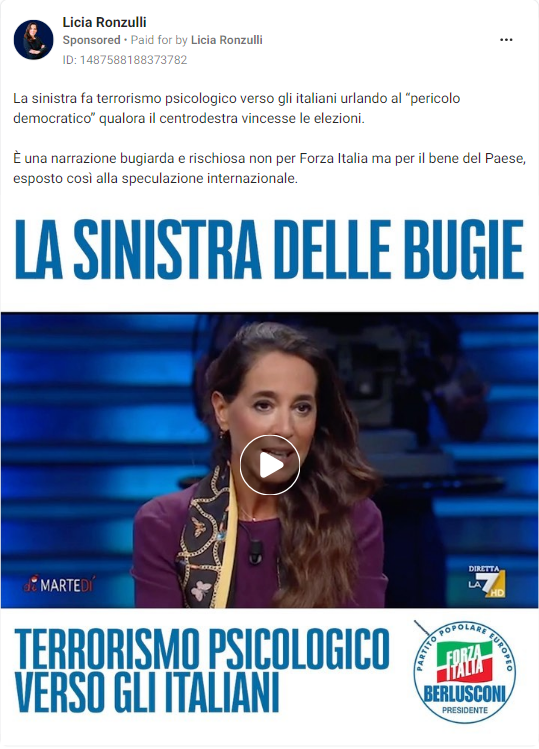 Licia Ronzulli
Sponsored • Paid for by Licia Ronzulli
ID: 1487588188373782
La sinistra fa terrorismo psicologico verso gli italiani urlando al “pericolo
democratico” qualora il centrodestra vincesse le elezioni.
È una narrazione bugiarda e rischiosa non per Forza Italia ma per il bene del Paese,
esposto così alla speculazione internazionale.
LA SINISTRA DELLE BUGIE
di MARTEDÌ
DIRETTA
LA 7
HD
TERRORISMO PSICOLOGICO
VERSO GLI ITALIANI
PARTITO POPOLARE EUROPEO
FORZA
ITALIA
BERLUSCONI
PRESIDENTE